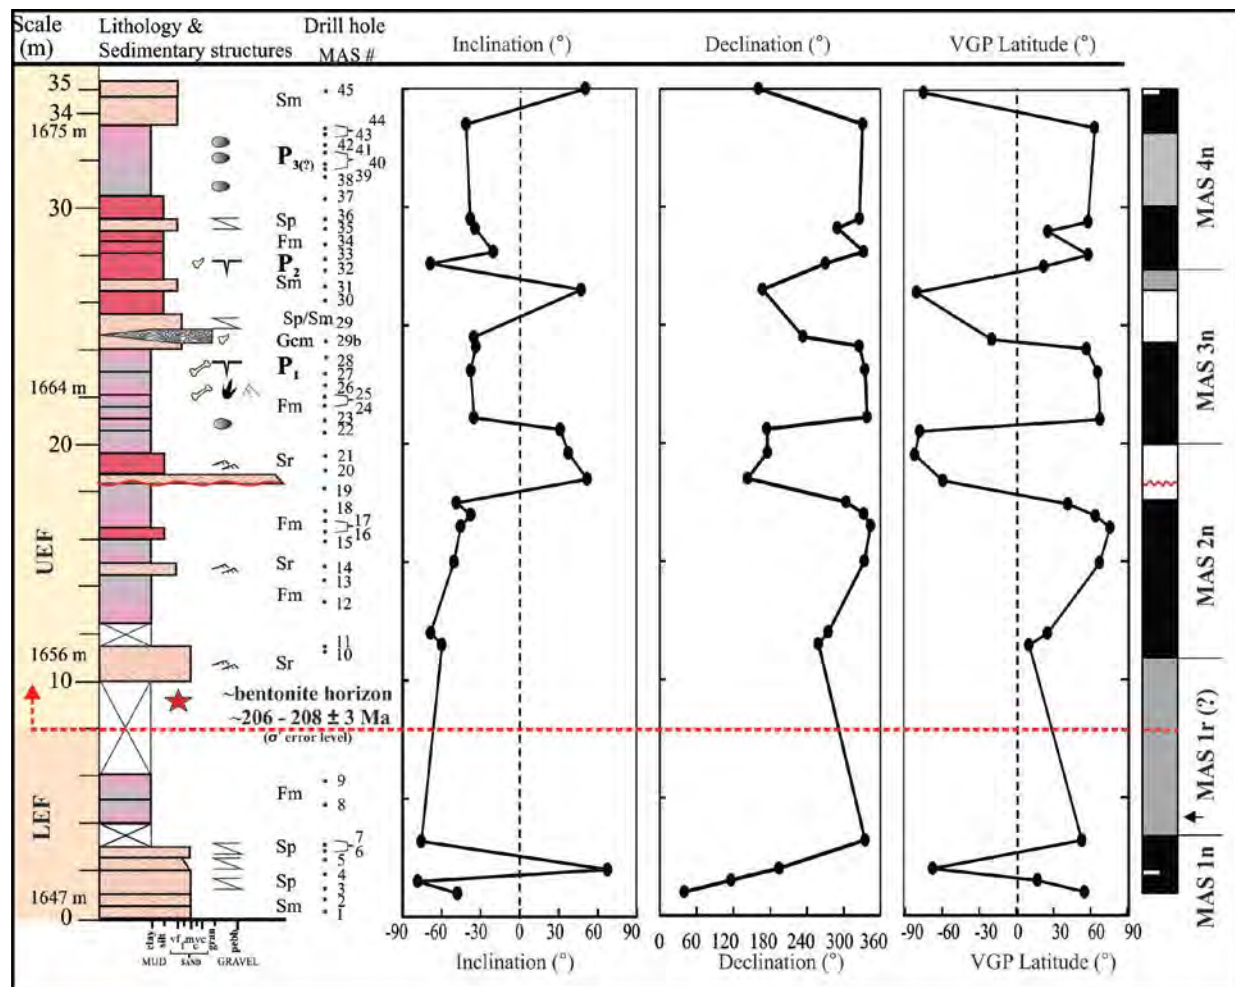 Scale (m)
Lithology & Sedimentary structures
Drill hole MAS #
Inclination (°)
Declination (°)
VGP Latitude (°)
35
34
1675 m
30
1664 m
20
1656 m
10
1647 m
0
UEF
LEF
Sm
P3(?)
Sp
Fm
P2
Sm
Sp/Sm
Gcm
P1
Fm
Sr
Fm
Sr
Fm
Sr
~bentonite horizon
~206 - 208 ± 3 Ma
(σ error level)
Fm
Sp
Sp
Sm
45
44
43
42
41
40
39
38
37
36
35
34
33
32
31
30
29
29b
28
27
26
25
24
23
22
21
20
19
18
17
16
15
14
13
12
11
10
9
8
7
6
5
4
3
2
1
MAS 4n
MAS 3n
MAS 2n
MAS 1r (?)
MAS 1n
clay
silt
vf
f
m
c
vc
gran
pebb
MUD
SAND
GRAVEL
-90 -60 -30 0 30 60 90
Inclination (°)
0 60 120 180 240 300 360
Declination (°)
-90 -60 -30 0 30 60 90
VGP Latitude (°)